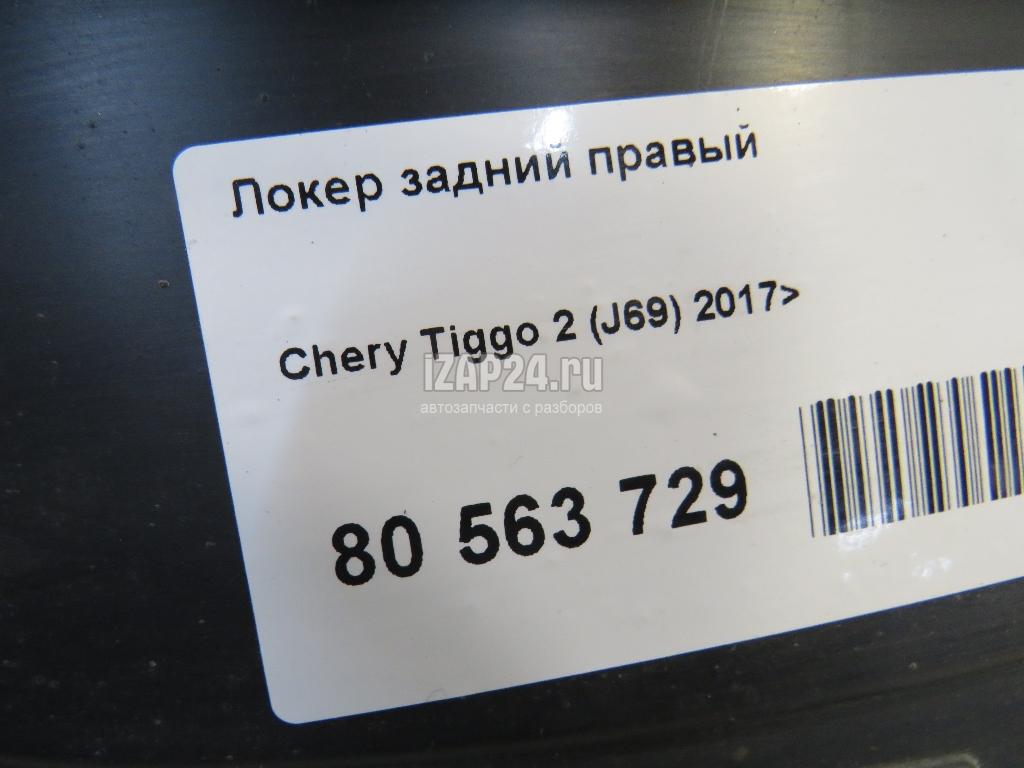 Локер задний правый
Chery Tiggo 2 (J69) 2017>
iZAP24.ru
автозапчасти с разборов
80 563 729